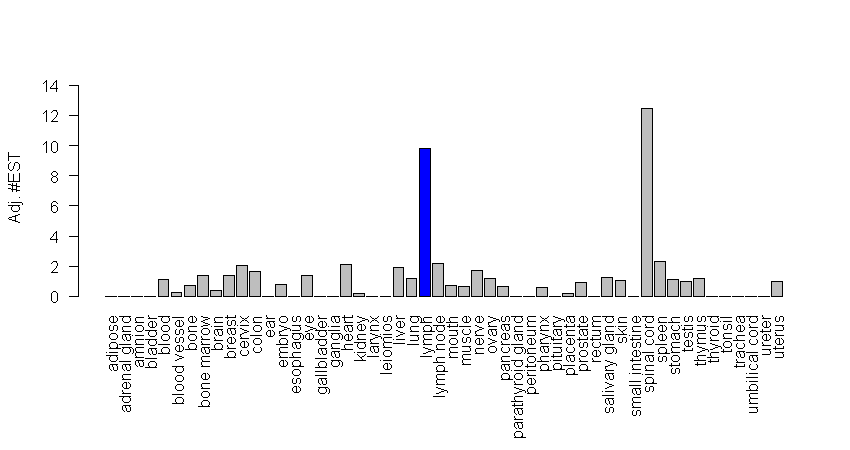 Adj. #EST
14
12
10
8
6
4
2
0
adipose
adrenal gland
amnion
bladder
blood
blood vessel
bone
bone marrow
brain
breast
cervix
colon
ear
embryo
esophagus
eye
gallbladder
ganglia
heart
kidney
larynx
leiomios
liver
lung
lymph
lymph node
mouth
muscle
nerve
ovary
pancreas
parathyroid gland
peritoneum
pharynx
pituitary
placenta
prostate
rectum
salivary gland
skin
small intestine
spinal cord
spleen
stomach
testis
thymus
thyroid
tonsil
trachea
umbilical cord
ureter
uterus